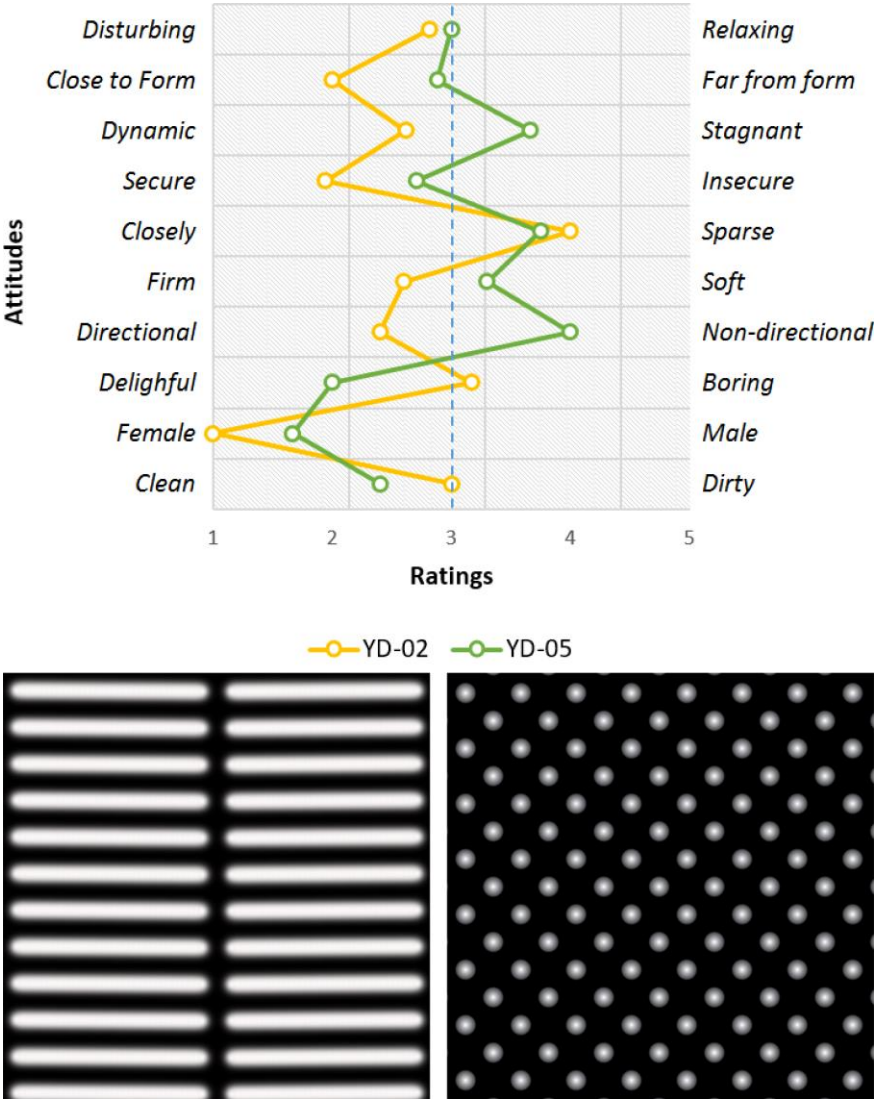 Disturbing Relaxing
Close to Form Far from form
Dynamic Stagnant
Secure Insecure
Closely Sparse
Firm Soft
Directional Non-directional
Delighful Boring
Female Male
Clean Dirty
Attitudes
1 2 3 4 5
Ratings
YD-02 YD-05